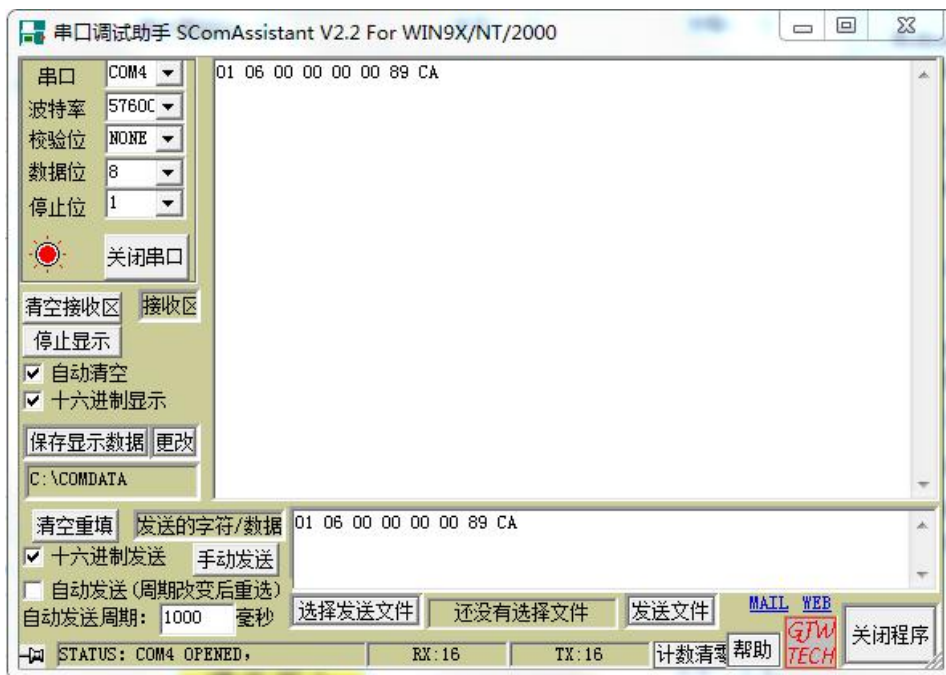 串口调试助手 SComAssistant V2.2 For WIN9X/NT/2000
串口 COM4
波特率 57600
校验位 NONE
数据位 8
停止位 1
关闭串口
清空接收区 接收区
停止显示
自动清空
十六进制显示
保存显示数据 更改
C:\COMDATA
01 06 00 00 00 00 89 CA
清空重填 发送的字符/数据
十六进制发送 手动发送
自动发送(周期改变后重选)
自动发送周期: 1000 毫秒
01 06 00 00 00 00 89 CA
选择发送文件 还没有选择文件 发送文件
MAIL WEB
GJW TECH
关闭程序
STATUS: COM4 OPENED, RX:16 TX:16 计数清零 帮助